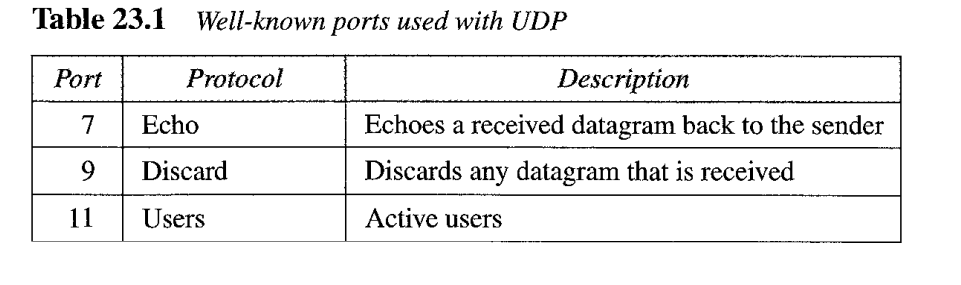 Table 23.1 Well-known ports used with UDP
Port Protocol Description
7 Echo Echoes a received datagram back to the sender
9 Discard Discards any datagram that is received
11 Users Active users